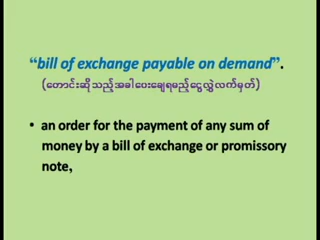 “bill of exchange payable on demand”.
(တောင်းဆိုသည့်အခါပေးချေရမည့်ငွေလွှဲလက်မှတ်)
• an order for the payment of any sum of
money by a bill of exchange or promissory
note,